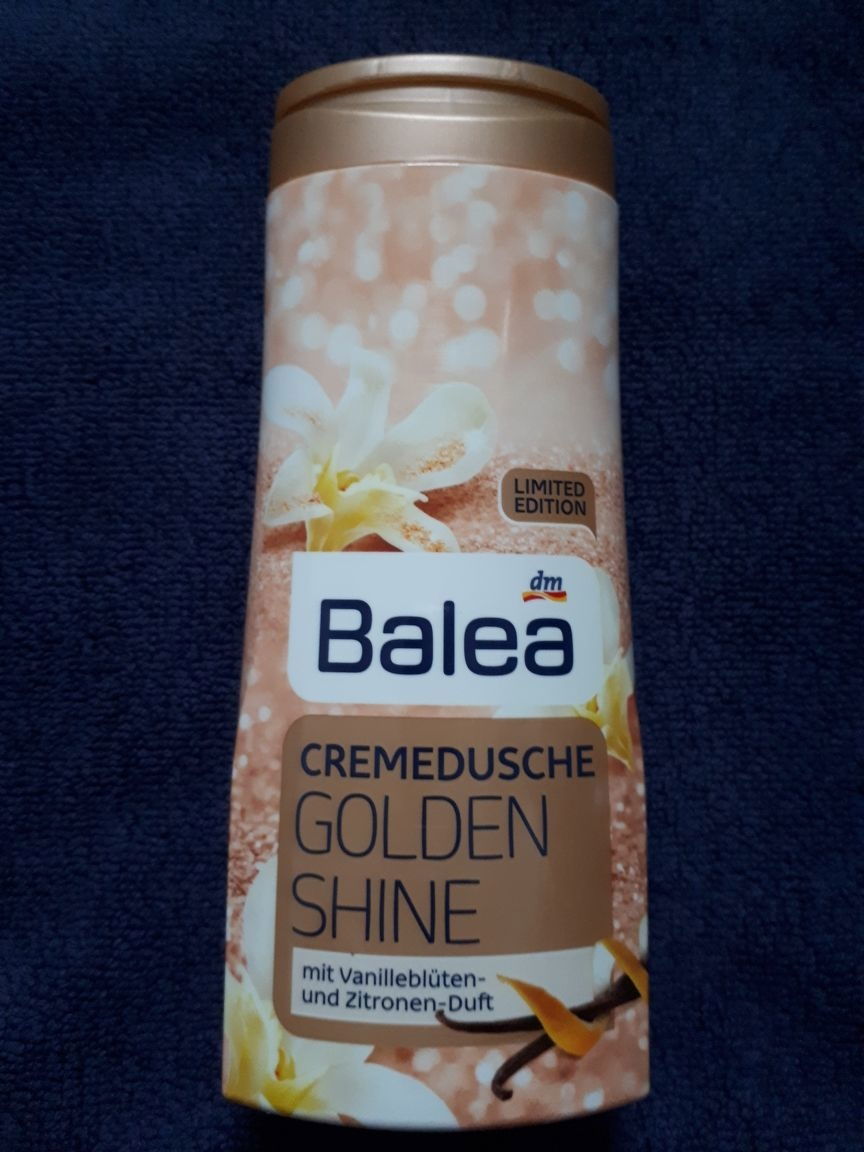 LIMITED
EDITION
dm
Balea
CREMEDUSCHE
GOLDEN
SHINE
mit Vanilleblüten-
und Zitronen-Duft